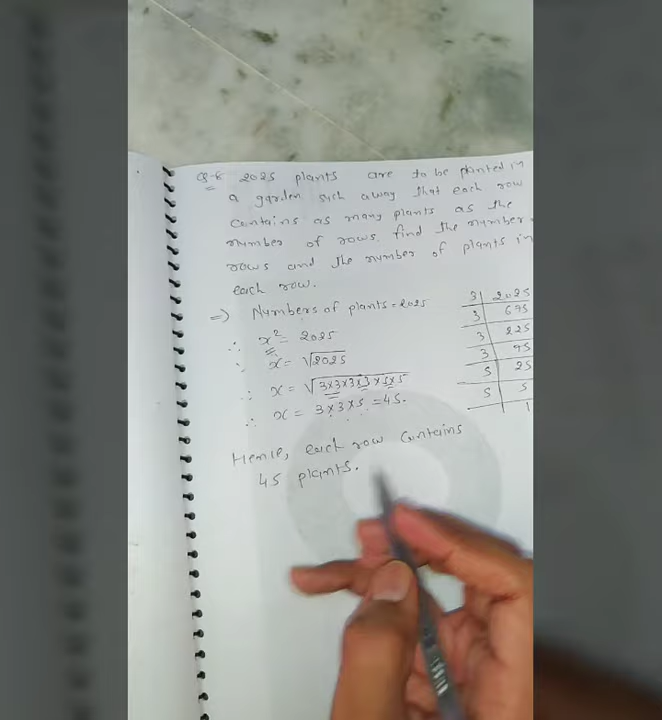 Q-8 2025 plants are to be planted in
a garden such away that each row
contains as many plants as the
number of rows. find the number
rows and the number of plants in
each row.
=> Numbers of plants = 2025
∴ x² = 2025
∴ x = √2025
∴ x = √3×3×3×3×5×5
∴ x = 3×3×5 = 45.
Hence, each row contains
45 plants.
3 2025
3 675
3 225
3 75
5 25
5 5
1